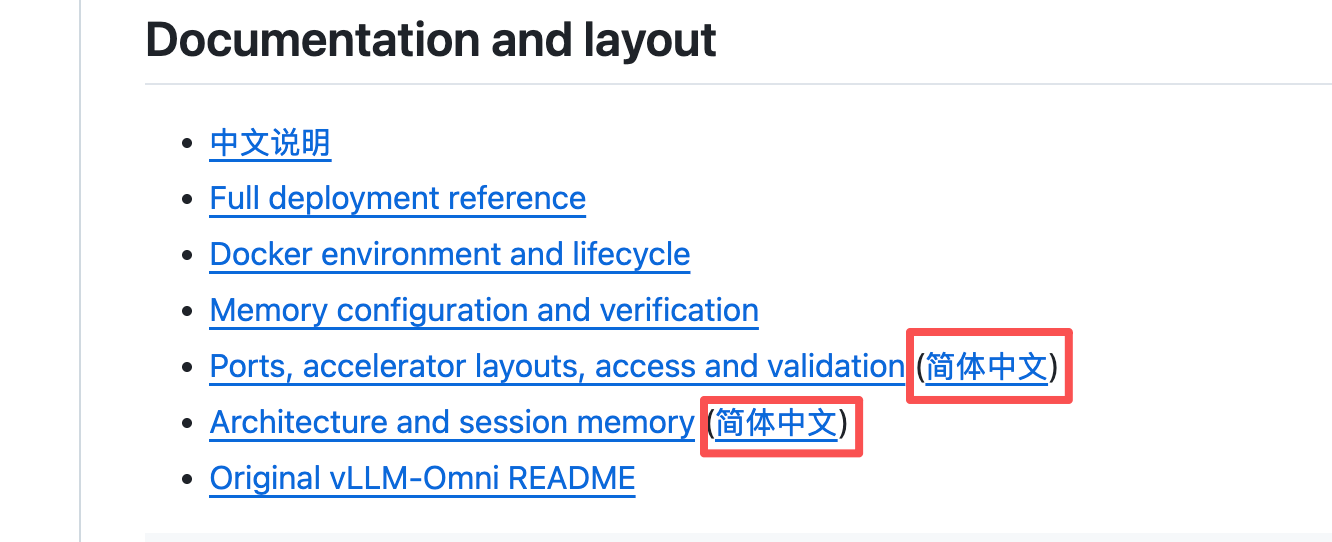 Documentation and layout
中文说明
Full deployment reference
Docker environment and lifecycle
Memory configuration and verification
Ports, accelerator layouts, access and validation (简体中文)
Architecture and session memory (简体中文)
Original vLLM-Omni README